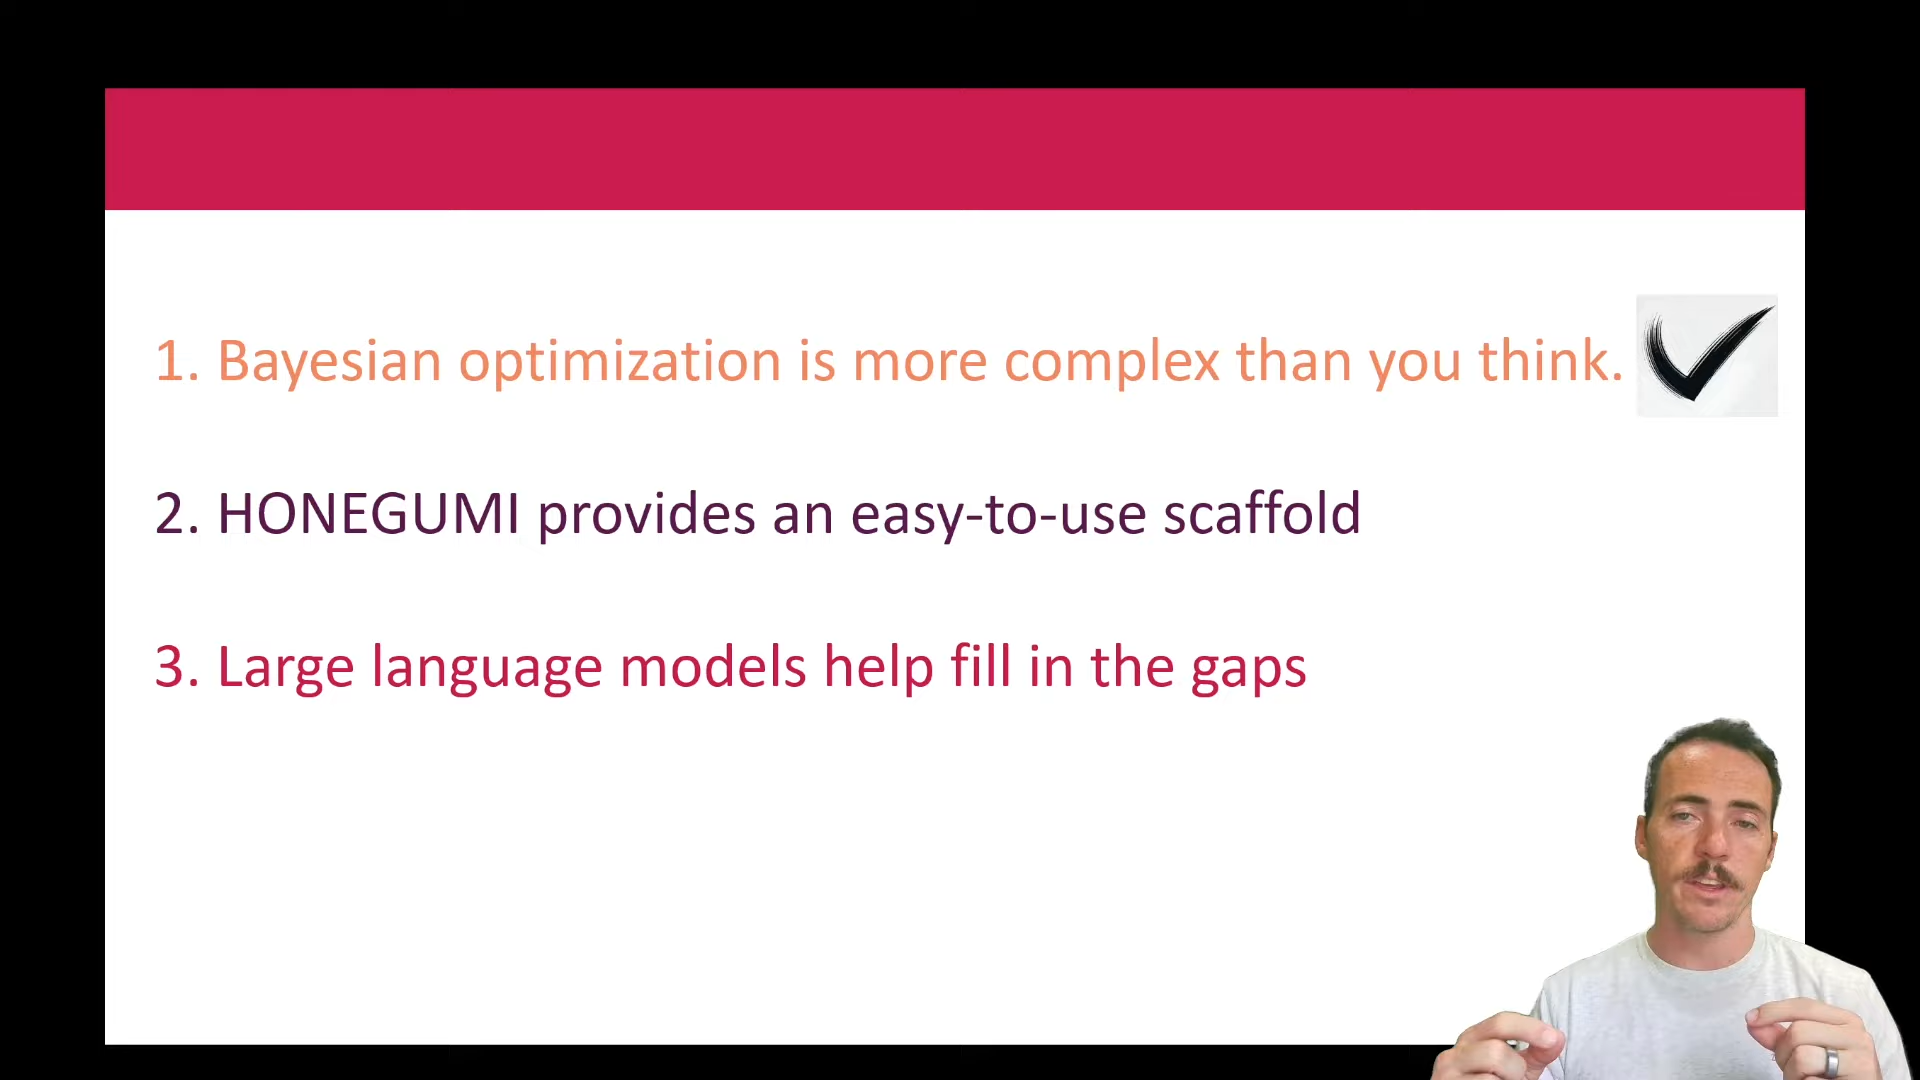 1. Bayesian optimization is more complex than you think.
2. HONEGUMI provides an easy-to-use scaffold
3. Large language models help fill in the gaps